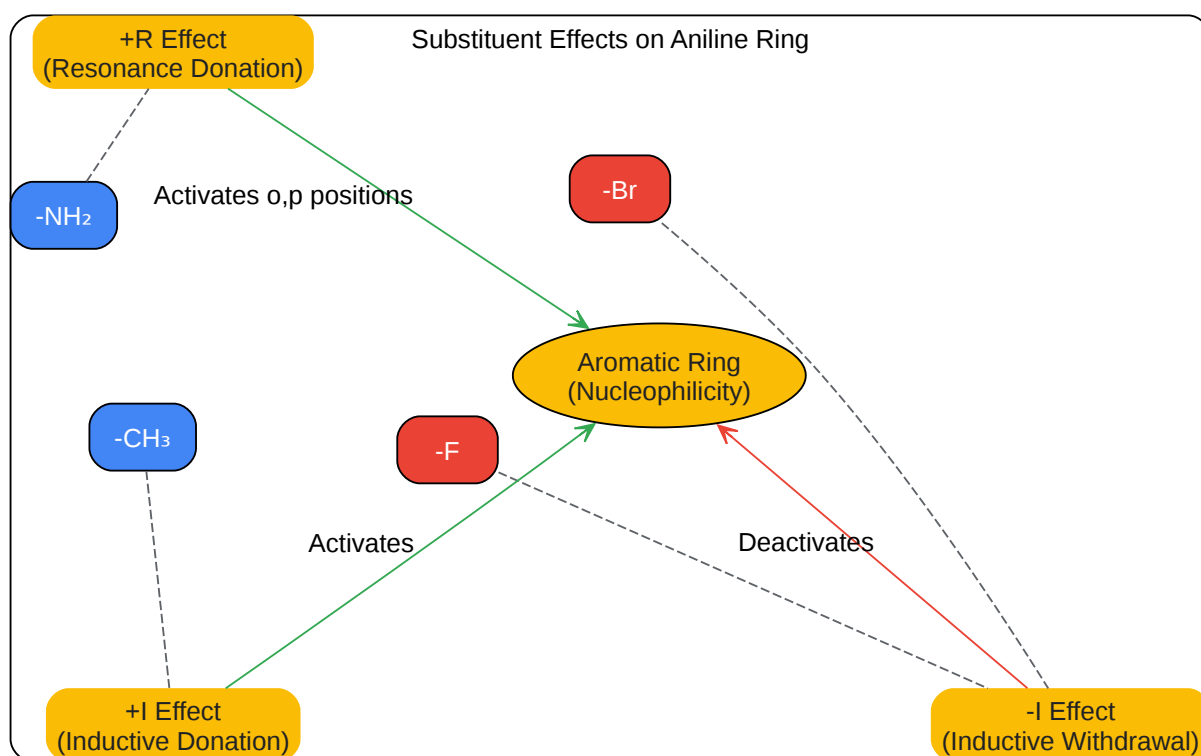 +R Effect
(Resonance Donation)
Substituent Effects on Aniline Ring
-NH₂
Activates o,p positions
-Br
Aromatic Ring
(Nucleophilicity)
-CH₃
-F
Activates
Deactivates
+I Effect
(Inductive Donation)
-I Effect
(Inductive Withdrawal)